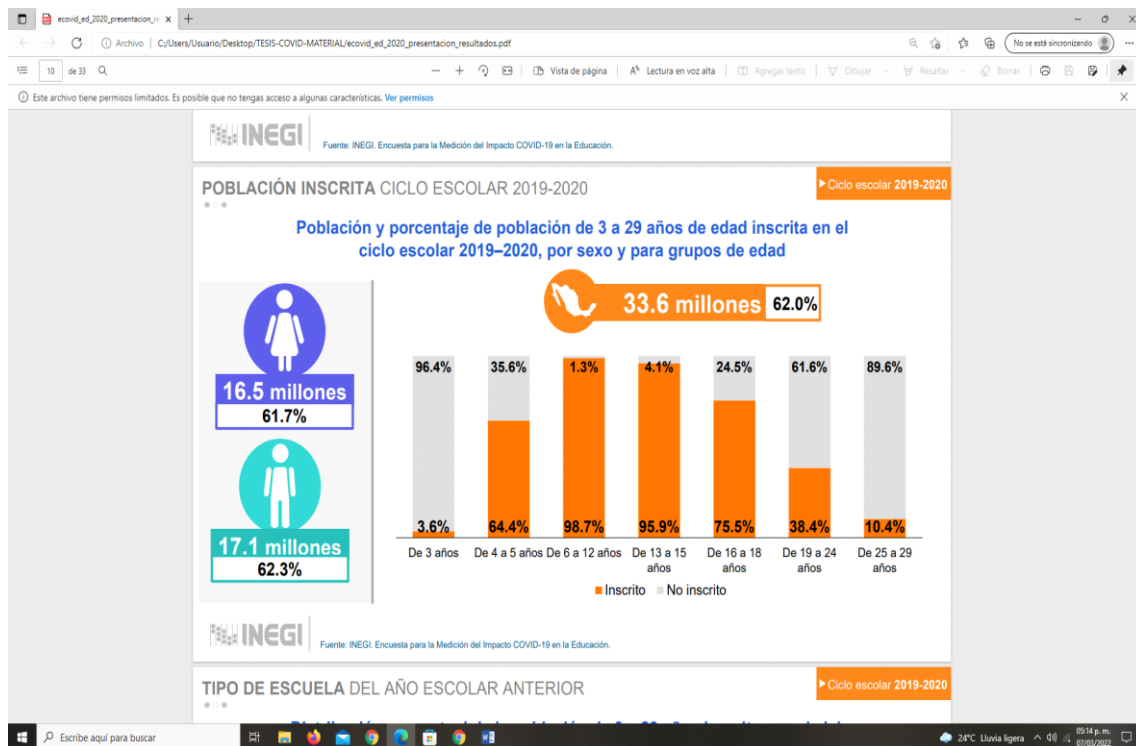 ecovid_ed_2020_presentacion_re
Archivo C:/Users/Usuario/Desktop/TESIS-COVID-MATERIAL/ecovid_ed_2020_presentacion_resultados.pdf
No se está sincronizando
10 de 33
Vista de página
Lectura en voz alta
Agregar texto
Dibujar
Resaltar
Borrar
Este archivo tiene permisos limitados. Es posible que no tengas acceso a algunas características. Ver permisos
INEGI
Fuente: INEGI. Encuesta para la Medición del Impacto COVID-19 en la Educación.
POBLACIÓN INSCRITA CICLO ESCOLAR 2019-2020
Ciclo escolar 2019-2020
Población y porcentaje de población de 3 a 29 años de edad inscrita en el
ciclo escolar 2019–2020, por sexo y para grupos de edad
33.6 millones 62.0%
16.5 millones
61.7%
17.1 millones
62.3%
96.4% 35.6% 1.3% 4.1% 24.5% 61.6% 89.6%
3.6% 64.4% 98.7% 95.9% 75.5% 38.4% 10.4%
De 3 años De 4 a 5 años De 6 a 12 años De 13 a 15 De 16 a 18 De 19 a 24 De 25 a 29
años años años años
Inscrito No inscrito
INEGI
Fuente: INEGI. Encuesta para la Medición del Impacto COVID-19 en la Educación.
TIPO DE ESCUELA DEL AÑO ESCOLAR ANTERIOR
Ciclo escolar 2019-2020
Escribe aquí para buscar
24°C Lluvia ligera
05:14 p. m.
07/03/2022